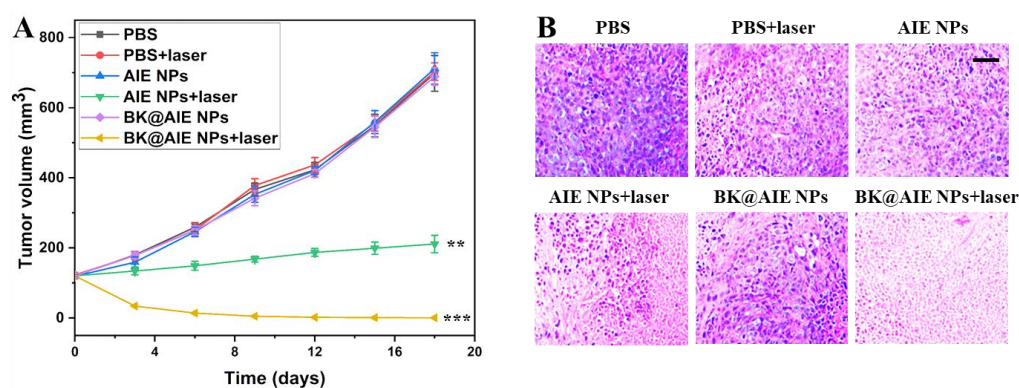 A
PBS
PBS+laser
AIE NPs
AIE NPs+laser
BK@AIE NPs
BK@AIE NPs+laser
Tumor volume (mm³)
800
600
400
200
0
**
***
0 4 8 12 16 20
Time (days)
B
PBS PBS+laser AIE NPs
AIE NPs+laser BK@AIE NPs BK@AIE NPs+laser